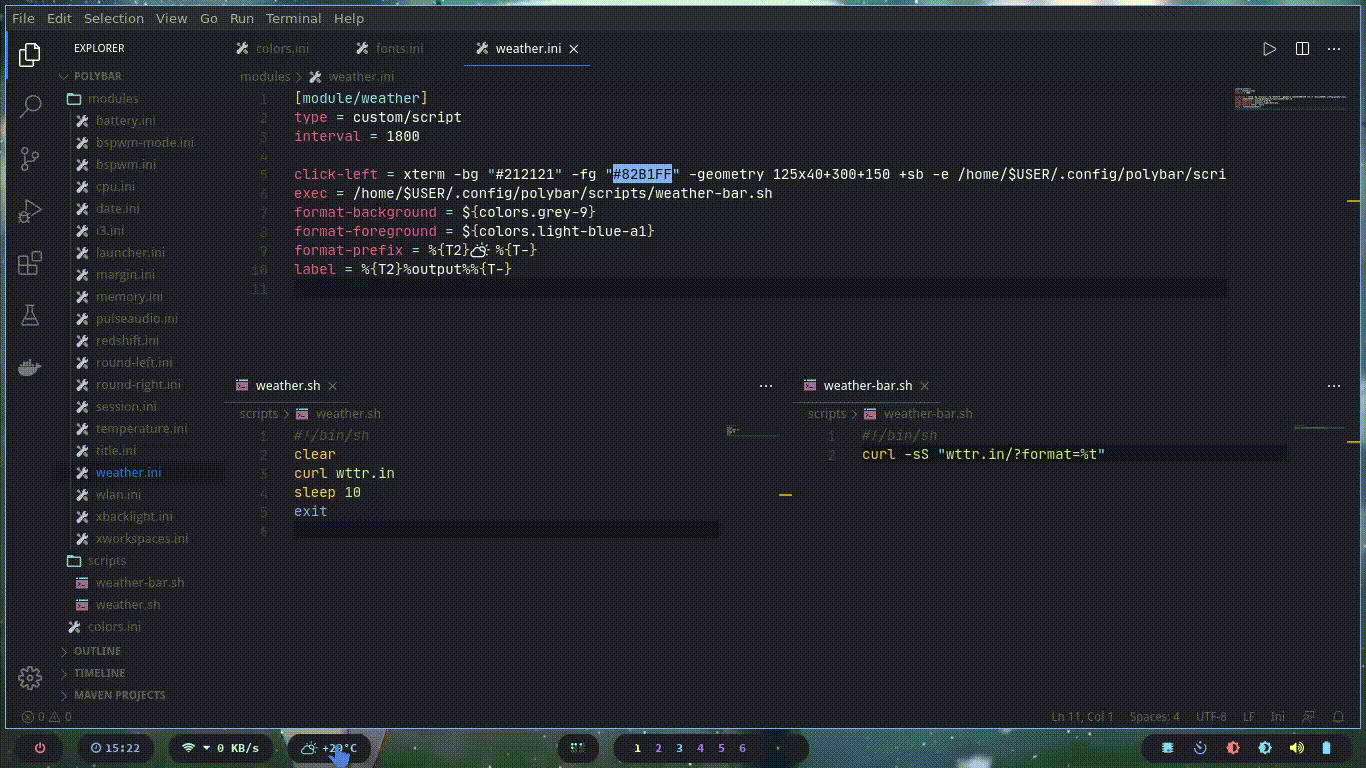 File Edit Selection View Go Run Terminal Help
EXPLORER
POLYBAR
modules
battery.ini
bspwm-mode.ini
bspwm.ini
cpu.ini
date.ini
i3.ini
launcher.ini
margin.ini
memory.ini
pulseaudio.ini
redshift.ini
round-left.ini
round-right.ini
session.ini
temperature.ini
title.ini
weather.ini
wlan.ini
xbacklight.ini
xworkspaces.ini
scripts
weather-bar.sh
weather.sh
colors.ini
OUTLINE
TIMELINE
MAVEN PROJECTS
colors.ini fonts.ini weather.ini
modules > weather.ini
1 [module/weather]
2 type = custom/script
3 interval = 1800
4
5 click-left = xterm -bg "#212121" -fg "#82B1FF" -geometry 125x40+300+150 +sb -e /home/$USER/.config/polybar/scri
6 exec = /home/$USER/.config/polybar/scripts/weather-bar.sh
7 format-background = ${colors.grey-9}
8 format-foreground = ${colors.light-blue-a1}
9 format-prefix = %{T2} %{T-}
10 label = %{T2}%output%%{T-}
11
weather.sh
scripts > weather.sh
1 #!/bin/sh
2 clear
3 curl wttr.in
4 sleep 10
5 exit
6
weather-bar.sh
scripts > weather-bar.sh
1 #!/bin/sh
2 curl -sS "wttr.in/?format=%t"
0 0 Ln 11, Col 1 Spaces: 4 UTF-8 LF Ini
15:22 0 KB/s 1 2 3 4 5 6